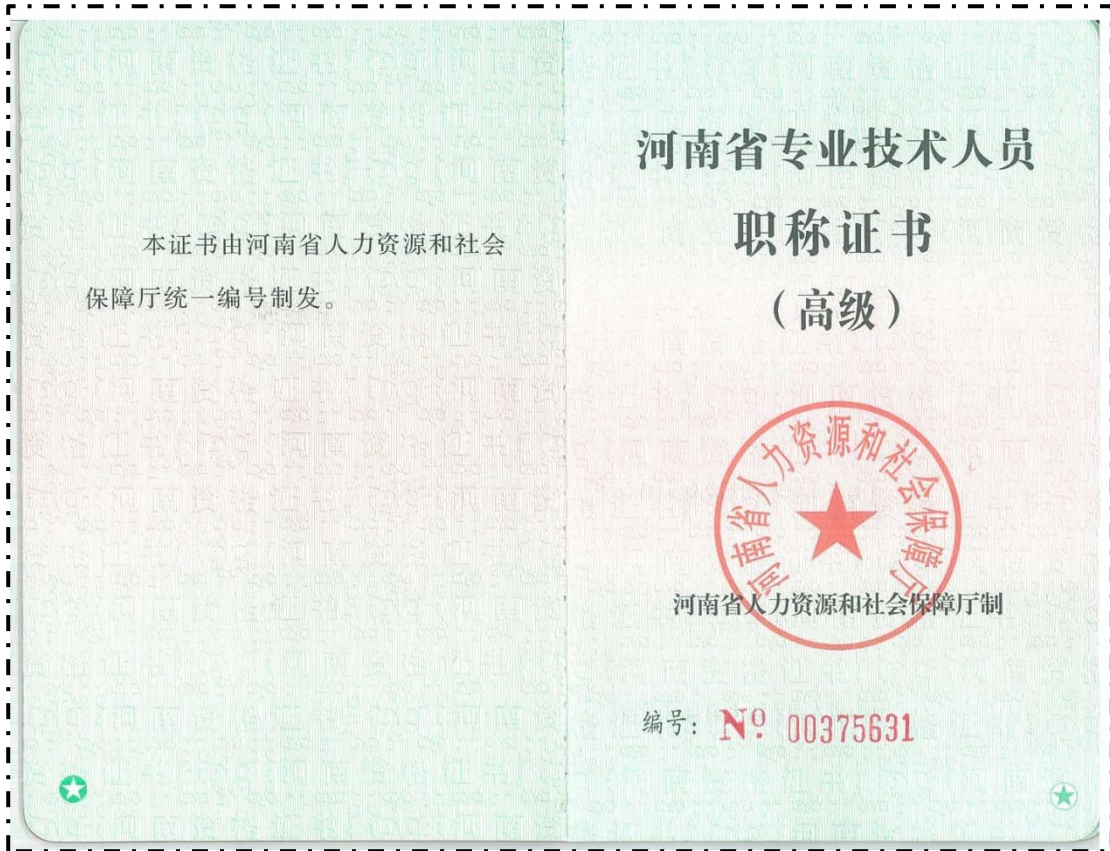 本证书由河南省人力资源和社会
保障厅统一编号制发。
河南省专业技术人员
职称证书
（高级）
河南省人力资源和社会保障厅
河南省人力资源和社会保障厅制
编号：Nº 00375631